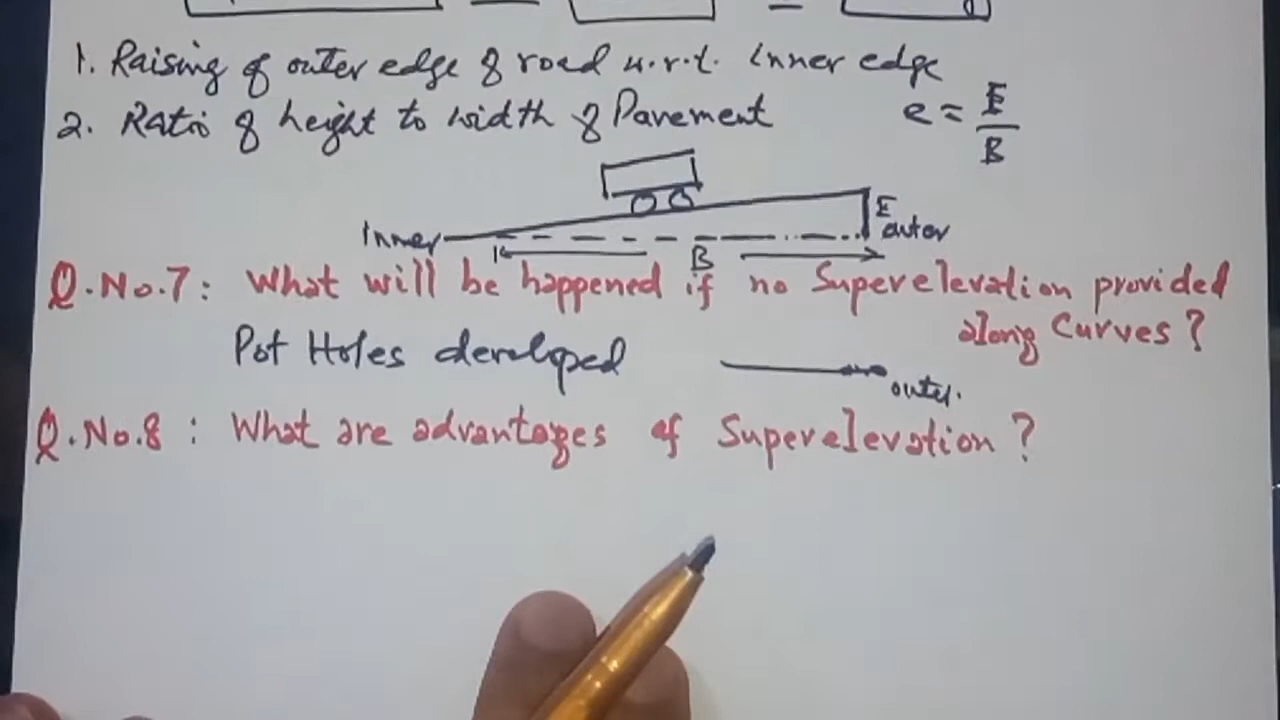 1. Raising of outer edge of road w.r.t. inner edge
2. Ratio of height to width of Pavement e = E/B
E
Inner outer
B
Q.No.7: What will be happened if no Superelevation provided
along Curves?
Pot Holes developed
outer.
Q.No.8: What are advantages of Superelevation?